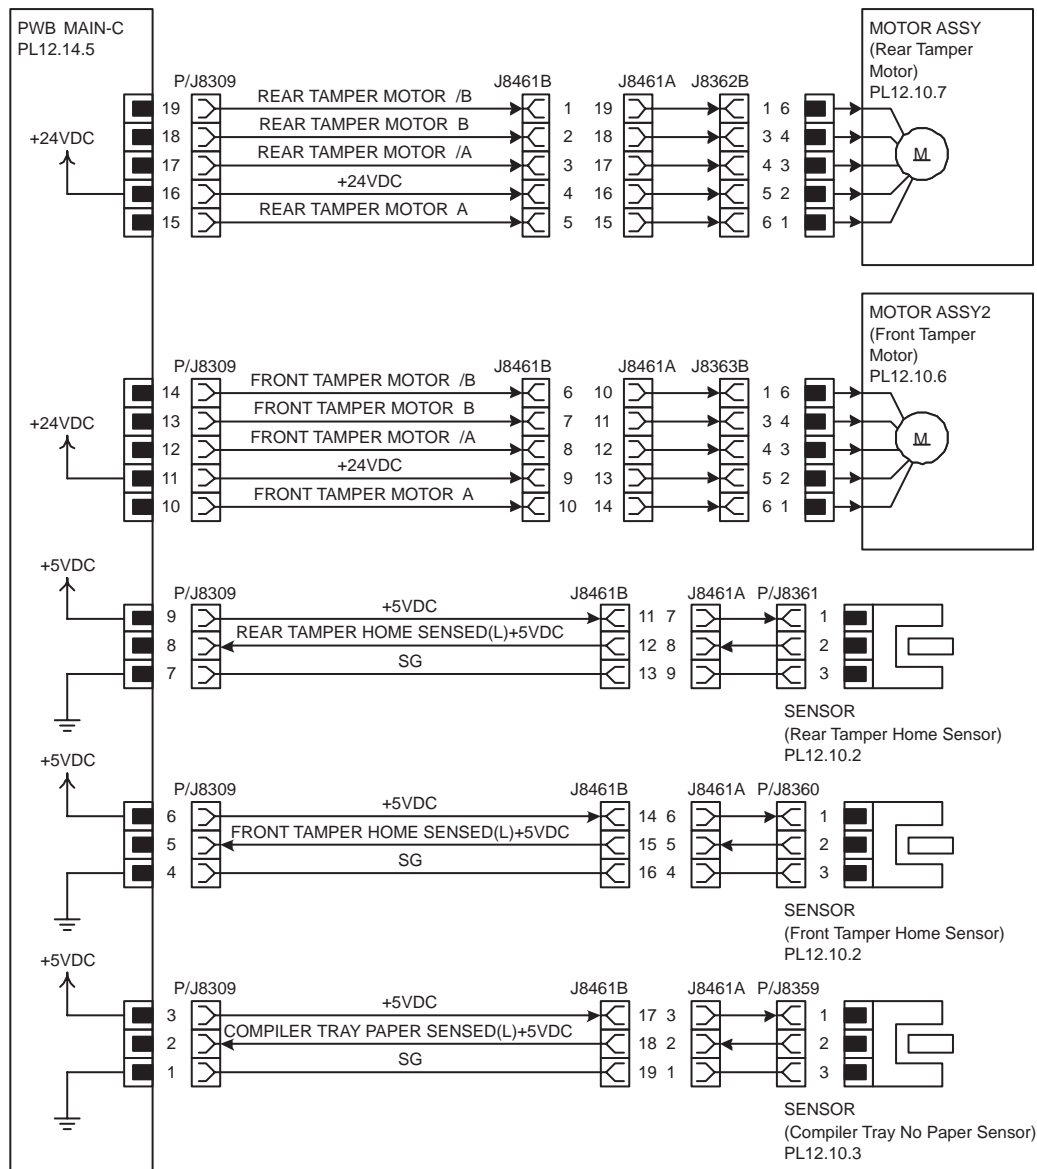 PWB MAIN-C
PL12.14.5
MOTOR ASSY
(Rear Tamper
Motor)
PL12.10.7
P/J8309 J8461B J8461A J8362B
+24VDC
19 REAR TAMPER MOTOR /B 1 19 1 6
18 REAR TAMPER MOTOR B 2 18 3 4
17 REAR TAMPER MOTOR /A 3 17 4 3
16 +24VDC 4 16 5 2
15 REAR TAMPER MOTOR A 5 15 6 1
M
MOTOR ASSY2
(Front Tamper
Motor)
PL12.10.6
P/J8309 J8461B J8461A J8363B
+24VDC
14 FRONT TAMPER MOTOR /B 6 10 1 6
13 FRONT TAMPER MOTOR B 7 11 3 4
12 FRONT TAMPER MOTOR /A 8 12 4 3
11 +24VDC 9 13 5 2
10 FRONT TAMPER MOTOR A 10 14 6 1
M
+5VDC
P/J8309 J8461B J8461A P/J8361
9 +5VDC 11 7 1
8 REAR TAMPER HOME SENSED(L)+5VDC 12 8 2
7 SG 13 9 3
SENSOR
(Rear Tamper Home Sensor)
PL12.10.2
+5VDC
P/J8309 J8461B J8461A P/J8360
6 +5VDC 14 6 1
5 FRONT TAMPER HOME SENSED(L)+5VDC 15 5 2
4 SG 16 4 3
SENSOR
(Front Tamper Home Sensor)
PL12.10.2
+5VDC
P/J8309 J8461B J8461A P/J8359
3 +5VDC 17 3 1
2 COMPILER TRAY PAPER SENSED(L)+5VDC 18 2 2
1 SG 19 1 3
SENSOR
(Compiler Tray No Paper Sensor)
PL12.10.3